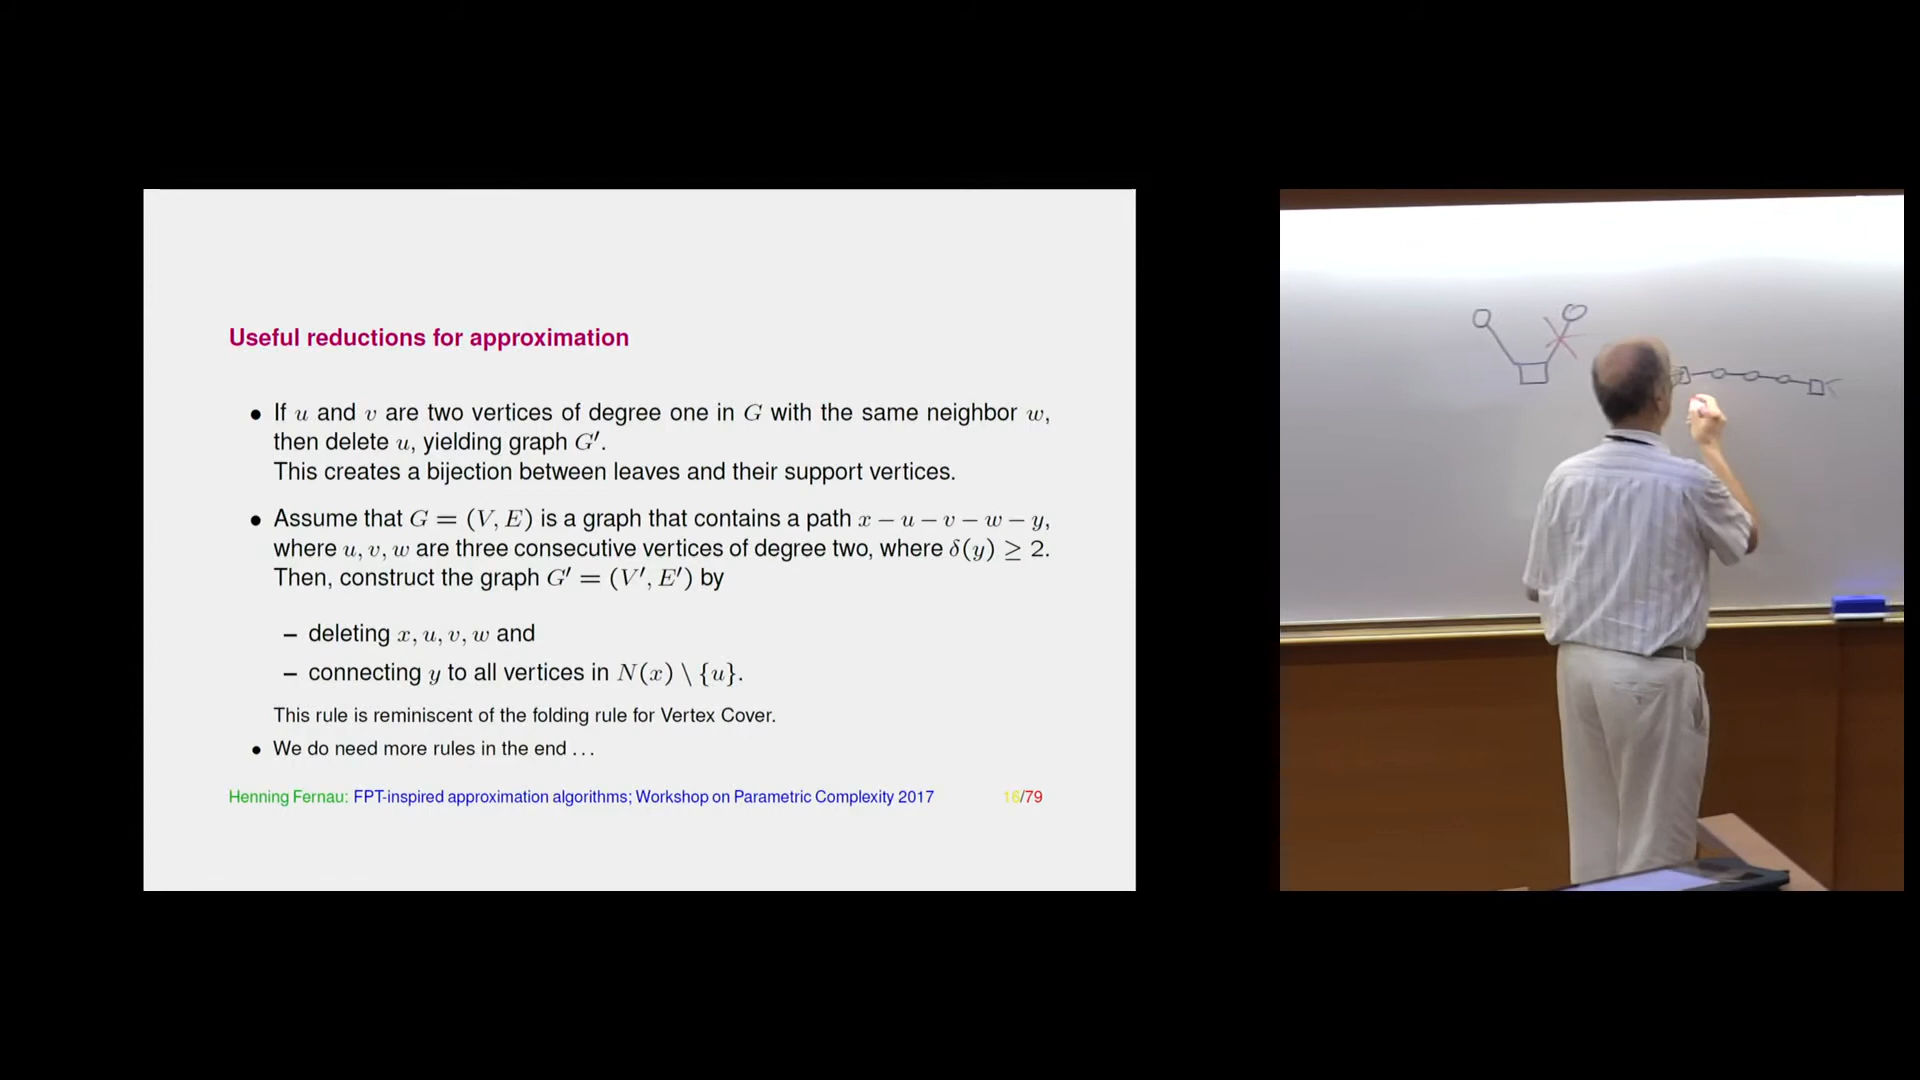 Useful reductions for approximation
• If u and v are two vertices of degree one in G with the same neighbor w,
then delete u, yielding graph G′.
This creates a bijection between leaves and their support vertices.
• Assume that G = (V, E) is a graph that contains a path x − u − v − w − y,
where u, v, w are three consecutive vertices of degree two, where δ(y) ≥ 2.
Then, construct the graph G′ = (V′, E′) by
– deleting x, u, v, w and
– connecting y to all vertices in N(x) \ {u}.
This rule is reminiscent of the folding rule for Vertex Cover.
• We do need more rules in the end . . .
Henning Fernau: FPT-inspired approximation algorithms; Workshop on Parametric Complexity 2017 16/79